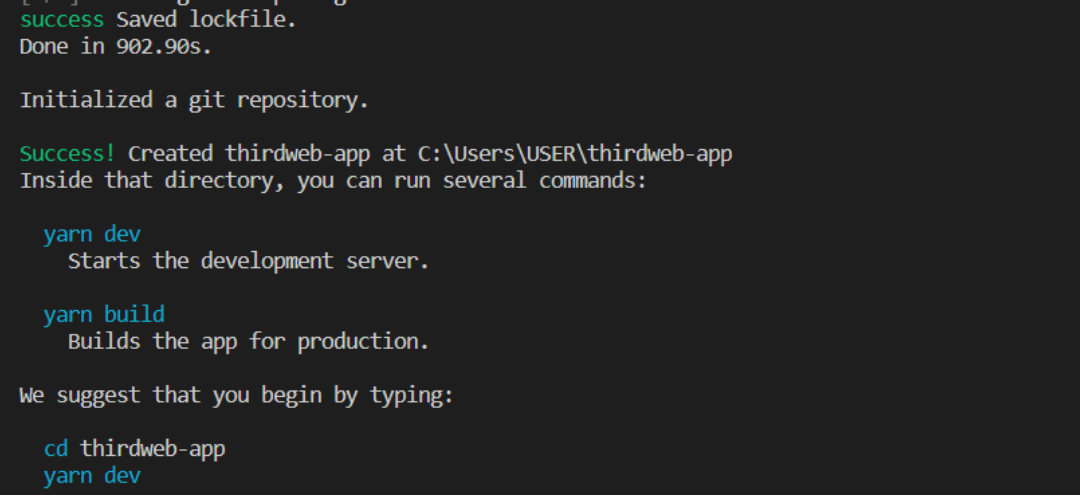 success Saved lockfile.
Done in 902.90s.
Initialized a git repository.
Success! Created thirdweb-app at C:\Users\USER\thirdweb-app
Inside that directory, you can run several commands:
yarn dev
Starts the development server.
yarn build
Builds the app for production.
We suggest that you begin by typing:
cd thirdweb-app
yarn dev